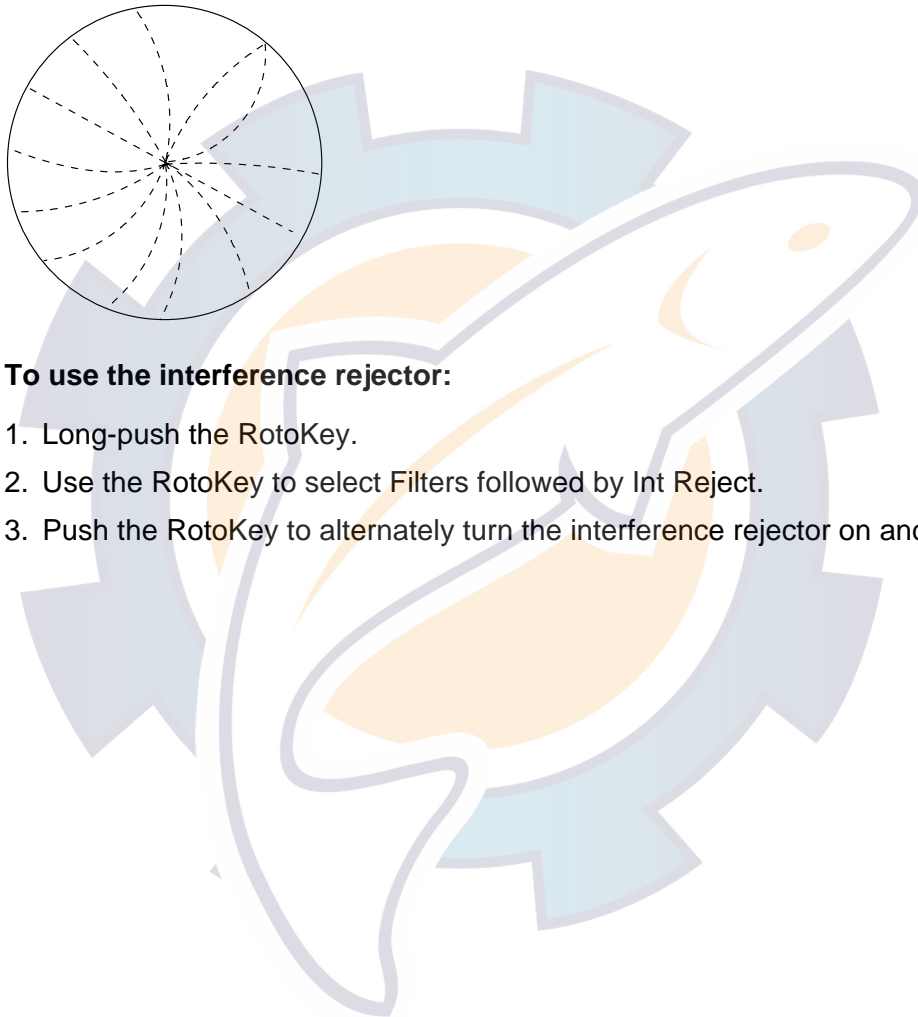 To use the interference rejector:
1. Long-push the RotoKey.
2. Use the RotoKey to select Filters followed by Int Reject.
3. Push the RotoKey to alternately turn the interference rejector on and